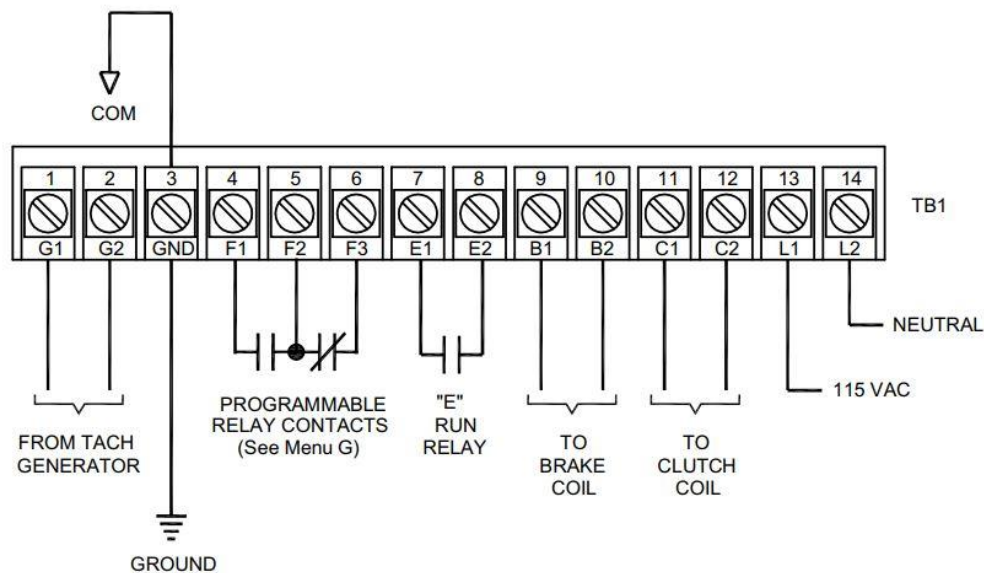 COM
1 2 3 4 5 6 7 8 9 10 11 12 13 14
TB1
G1 G2 GND F1 F2 F3 E1 E2 B1 B2 C1 C2 L1 L2
NEUTRAL
115 VAC
FROM TACH
GENERATOR
PROGRAMMABLE
RELAY CONTACTS
(See Menu G)
"E"
RUN
RELAY
TO
BRAKE
COIL
TO
CLUTCH
COIL
GROUND